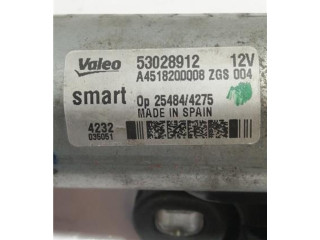 Valeo 53028912 12V
A4518200008 ZGS 004
smart Op 25484/4275
MADE IN SPAIN
4232
035051